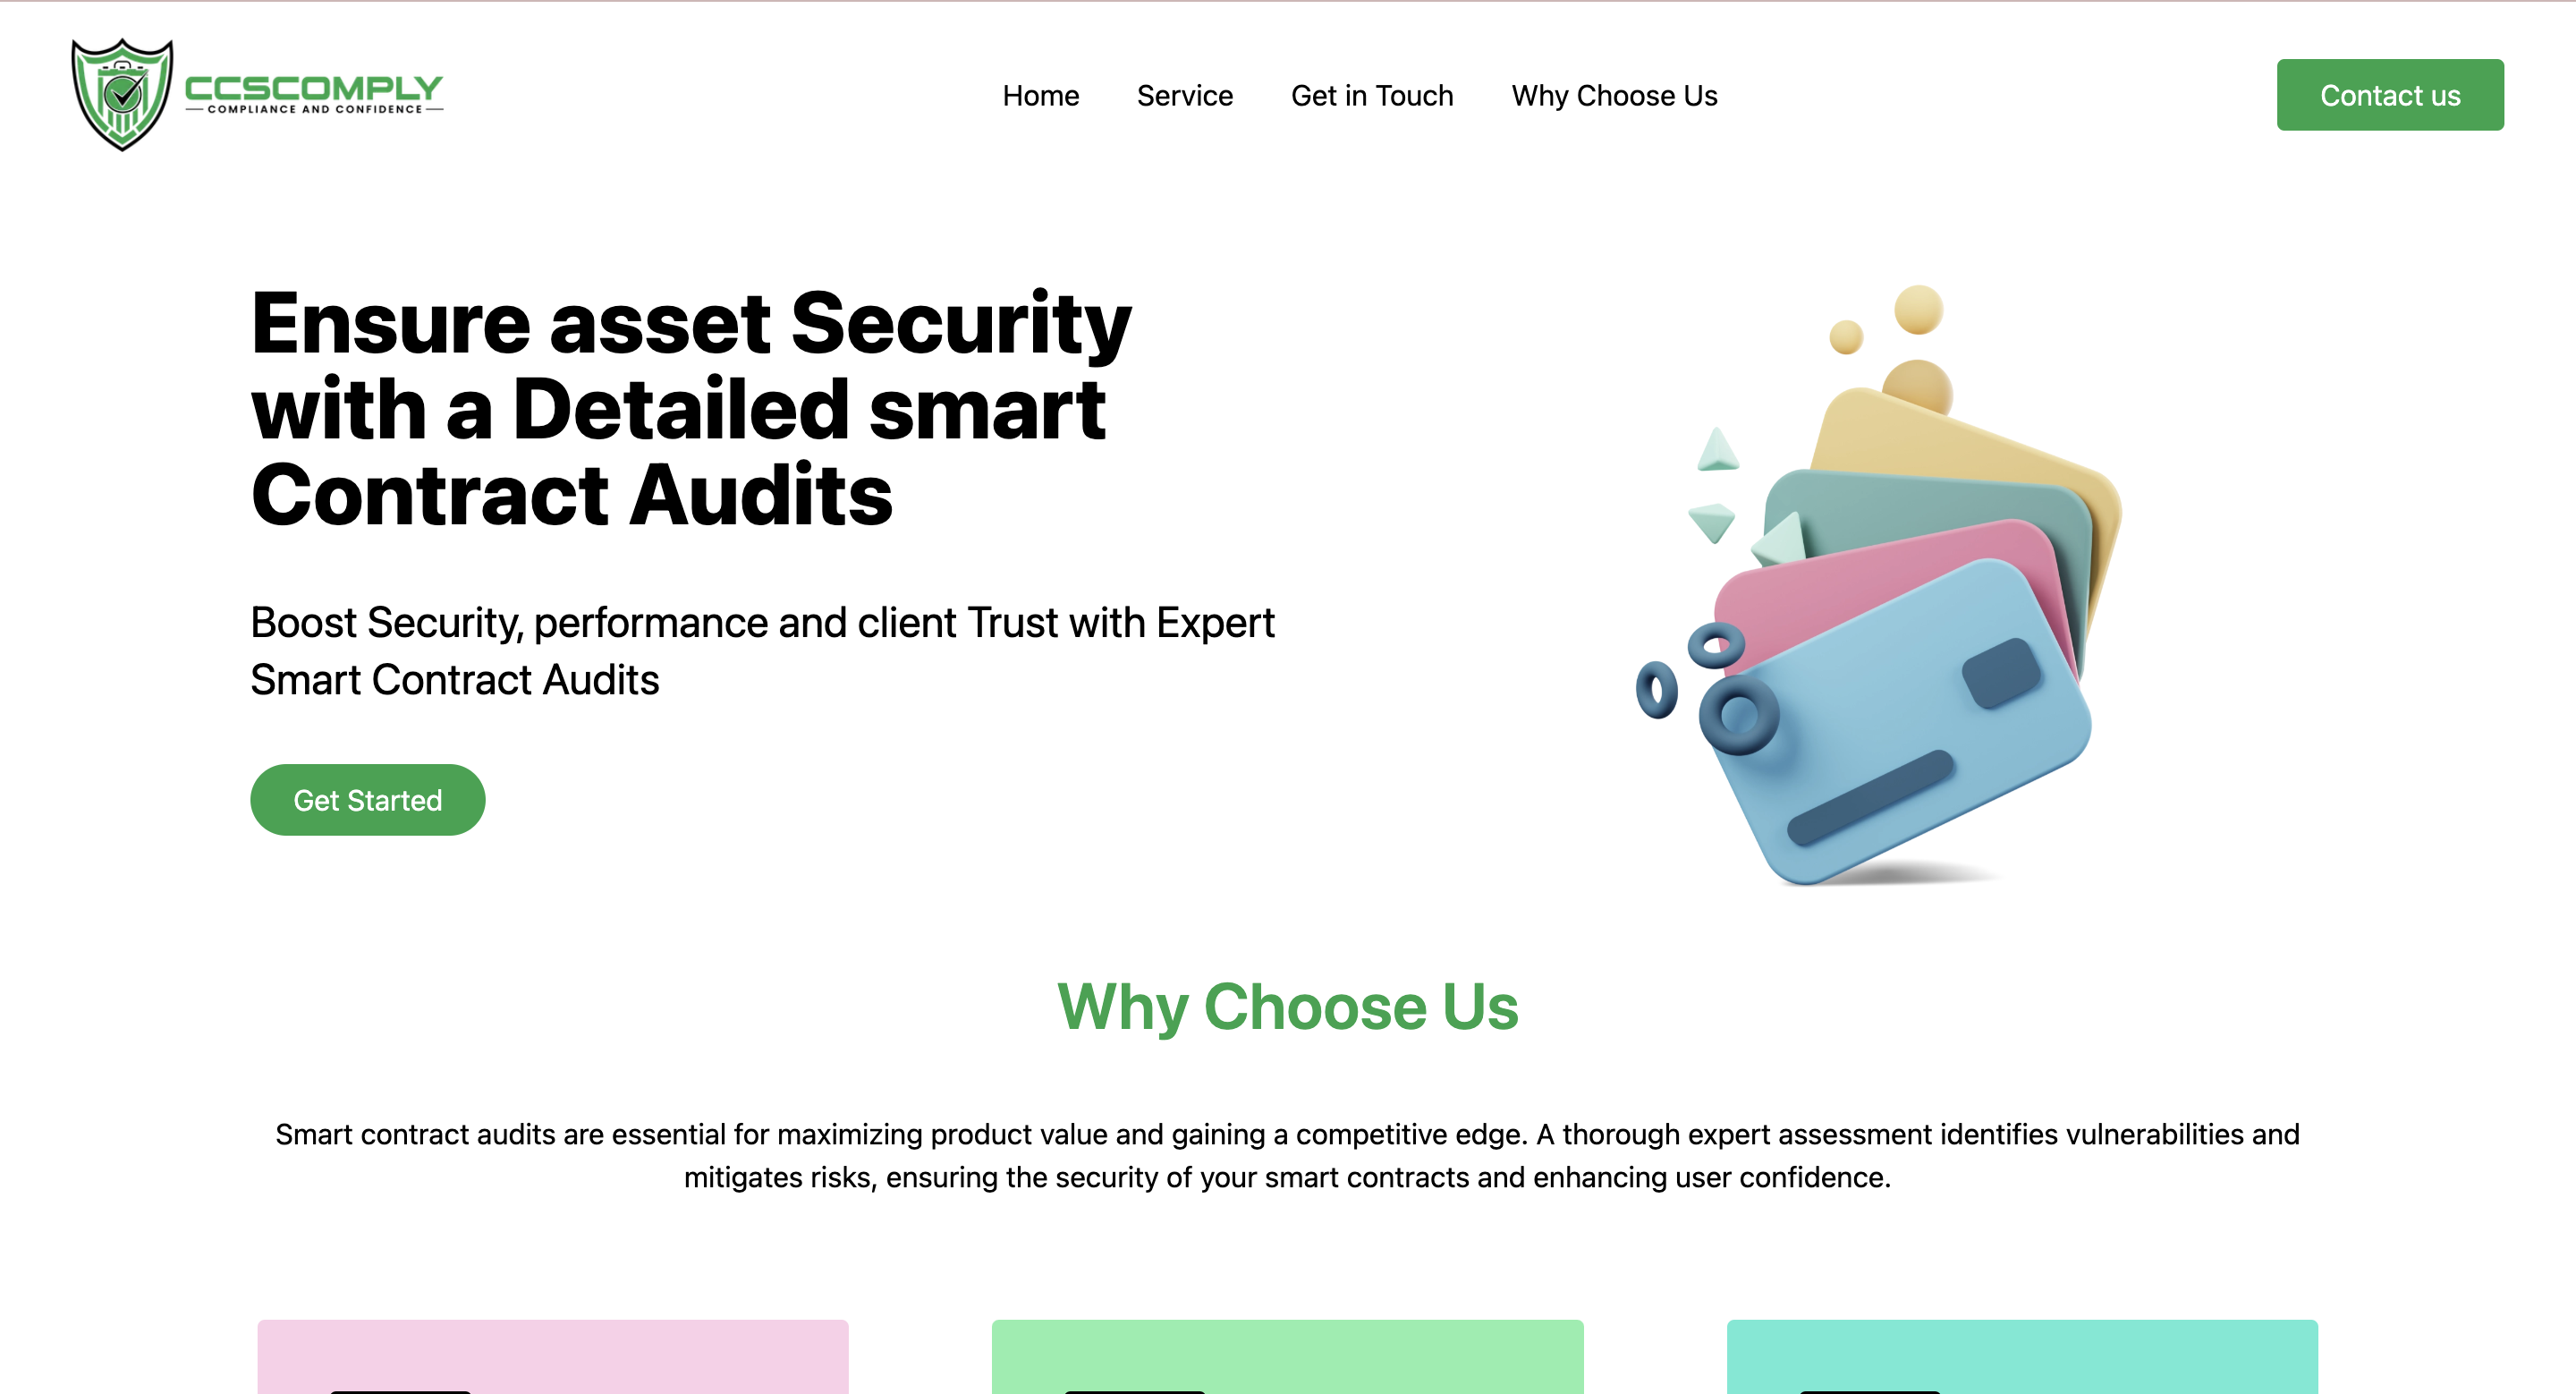 CCSCOMPLY
COMPLIANCE AND CONFIDENCE
Home
Service
Get in Touch
Why Choose Us
Contact us
Ensure asset Security
with a Detailed smart
Contract Audits
Boost Security, performance and client Trust with Expert
Smart Contract Audits
Get Started
Why Choose Us
Smart contract audits are essential for maximizing product value and gaining a competitive edge. A thorough expert assessment identifies vulnerabilities and
mitigates risks, ensuring the security of your smart contracts and enhancing user confidence.